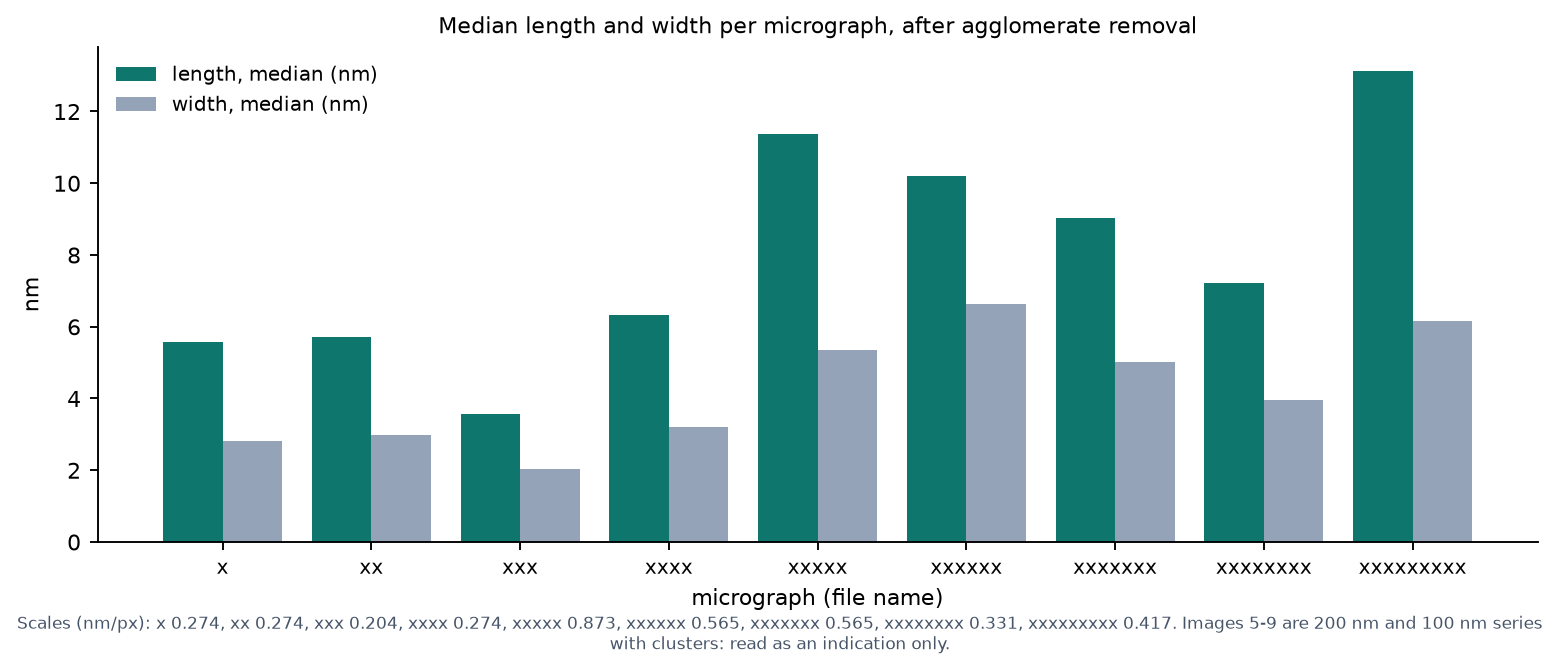 Median length and width per micrograph, after agglomerate removal
length, median (nm)
width, median (nm)
12
10
8
6
4
2
0
nm
x
xx
xxx
xxxx
xxxxx
xxxxxx
xxxxxxx
xxxxxxxx
xxxxxxxxx
micrograph (file name)
Scales (nm/px): x 0.274, xx 0.274, xxx 0.204, xxxx 0.274, xxxxx 0.873, xxxxxx 0.565, xxxxxxx 0.565, xxxxxxxx 0.331, xxxxxxxxx 0.417. Images 5-9 are 200 nm and 100 nm series
with clusters: read as an indication only.